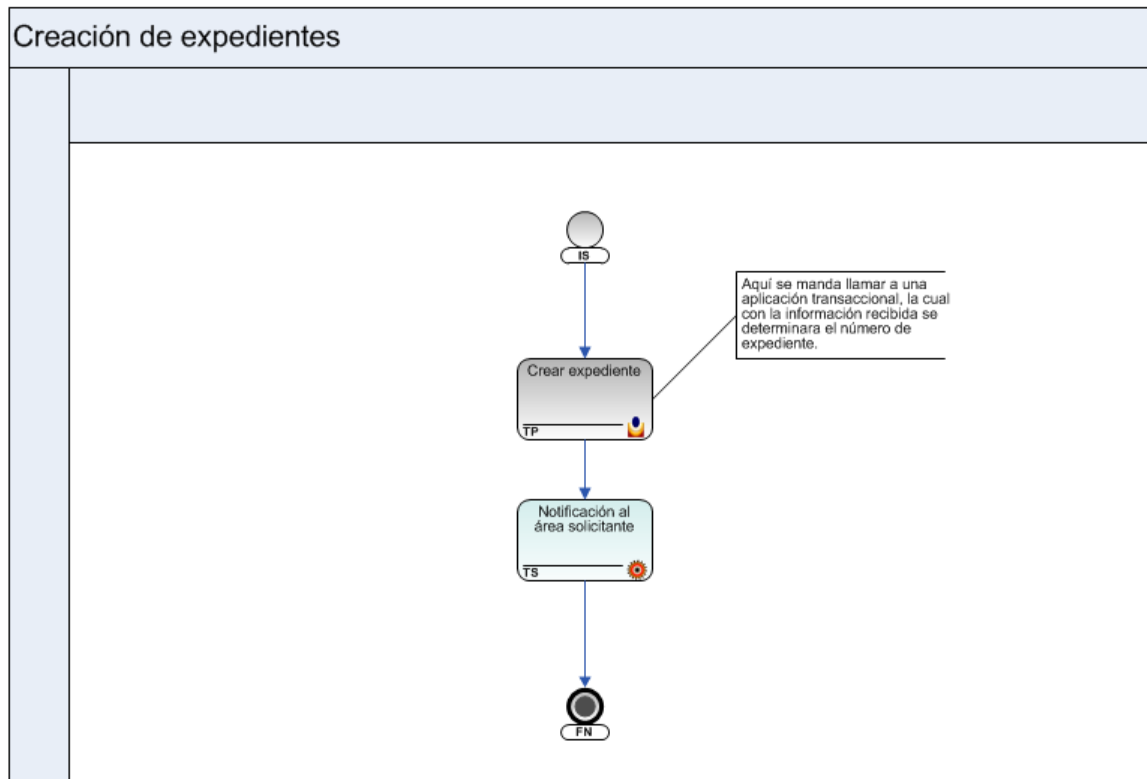 Creación de expedientes
IS
Aquí se manda llamar a una
aplicación transaccional, la cual
con la información recibida se
determinara el número de
expediente.
Crear expediente
TP
Notificación al
área solicitante
TS
FN